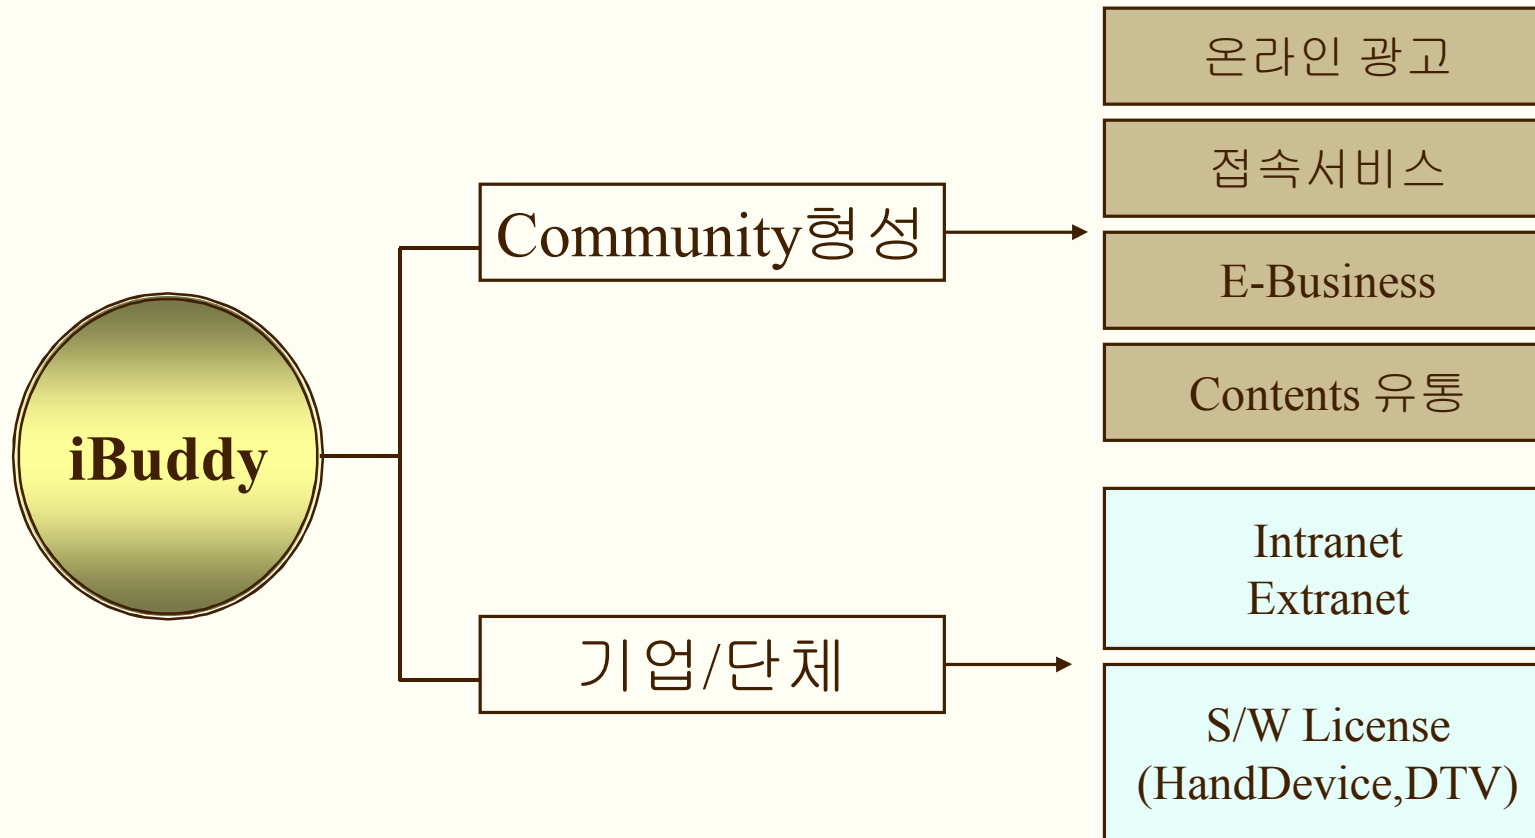 iBuddy
Community형성
온라인 광고
접속서비스
E-Business
Contents 유통
기업/단체
Intranet
Extranet
S/W License
(HandDevice,DTV)